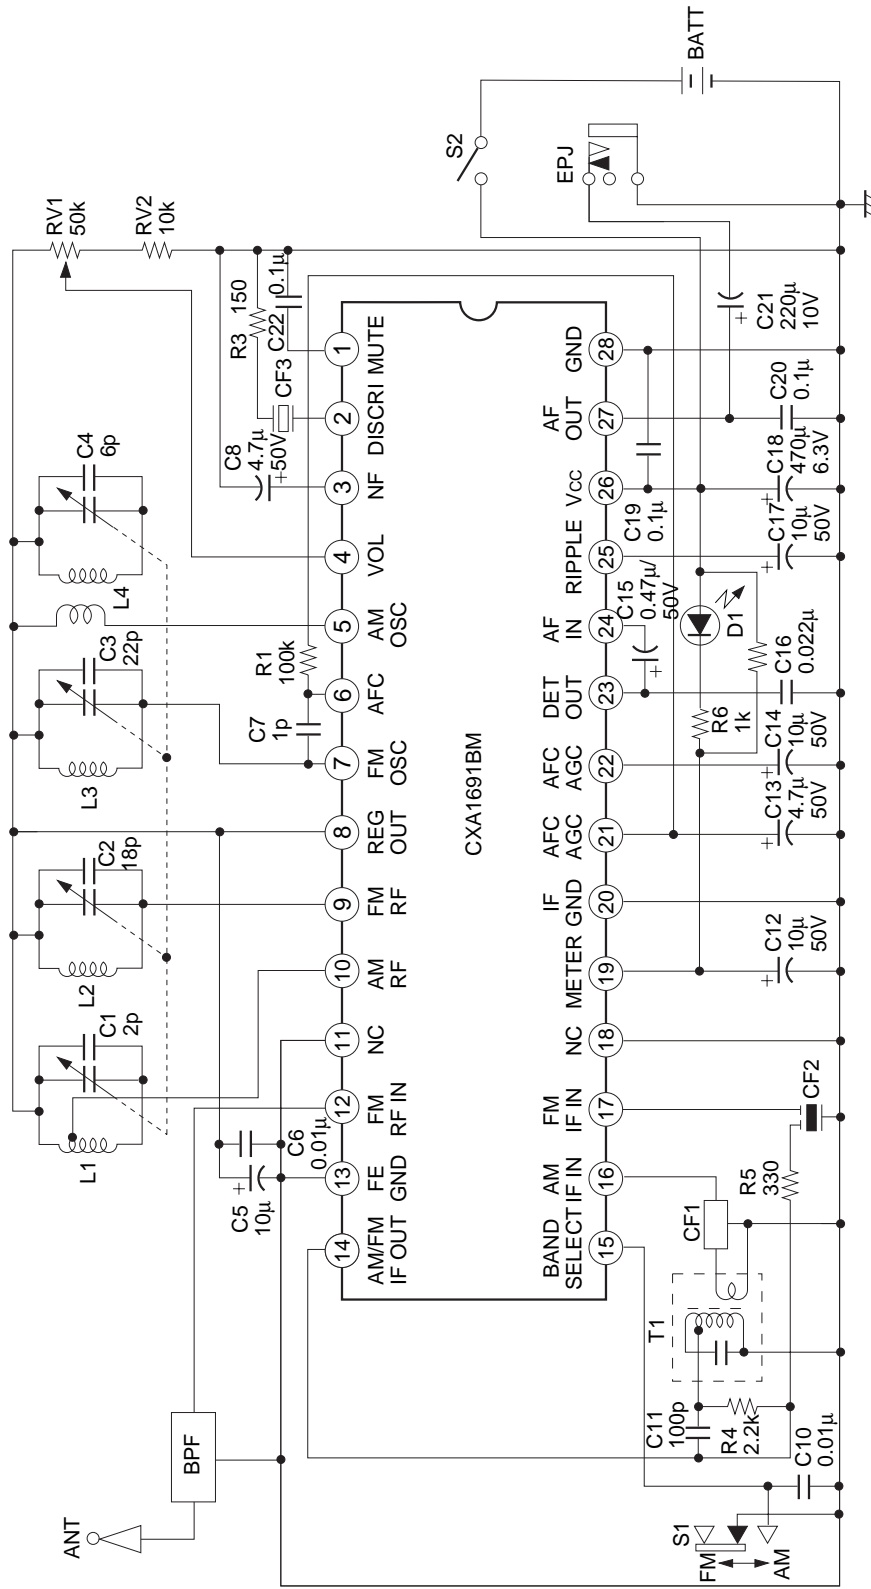 ANT
BPF
L1
C1
2p
L2
C2
18p
L3
C3
22p
L4
C4
6p
RV1
50k
RV2
10k
C5
10µ
+
C6
0.01µ
C7
1p
R1
100k
C8
4.7µ
+50V
R3
150
CF3
C22
0.1µ
14
13
12
11
10
9
8
7
6
5
4
3
2
1
AM/FM
IF OUT
FE
GND
FM
RF IN
NC
AM
RF
FM
RF
REG
OUT
FM
OSC
AFC
AM
OSC
VOL
NF
DISCRI
MUTE
CXA1691BM
BAND
SELECT
AM
IF IN
FM
IF IN
NC
METER
IF
GND
AFC
AGC
AFC
AGC
DET
OUT
AF
IN
RIPPLE
VCC
AF
OUT
GND
15
16
17
18
19
20
21
22
23
24
25
26
27
28
S1
FM
AM
C10
0.01µ
C11
100p
R4
2.2k
T1
CF1
R5
330
CF2
C12
10µ
50V
+
C13
4.7µ
50V
+
C14
10µ
50V
+
R6
1k
C15
0.47µ/
50V
+
C16
0.022µ
D1
C17
10µ
50V
+
C18
470µ
6.3V
+
C19
0.1µ
C20
0.1µ
C21
220µ
10V
+
EPJ
S2
BATT